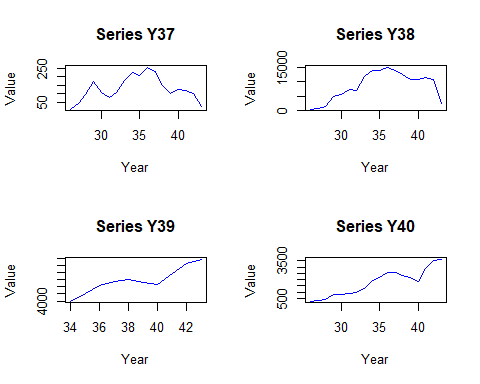 Series Y37
Value
50
250
30
35
40
Year
Series Y38
Value
0
15000
30
35
40
Year
Series Y39
Value
4000
34
36
38
40
42
Year
Series Y40
Value
500
3500
30
35
40
Year